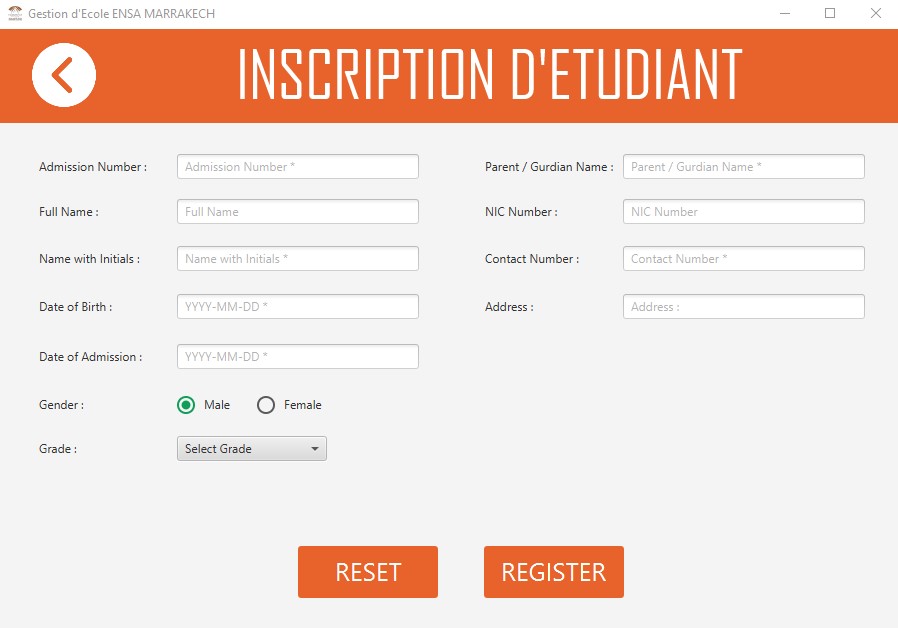 Gestion d'Ecole ENSA MARRAKECH
INSCRIPTION D'ETUDIANT
Admission Number : Admission Number *
Full Name : Full Name
Name with Initials : Name with Initials *
Date of Birth : YYYY-MM-DD *
Date of Admission : YYYY-MM-DD *
Gender : Male Female
Grade : Select Grade
Parent / Gurdian Name : Parent / Gurdian Name *
NIC Number : NIC Number
Contact Number : Contact Number *
Address : Address :
RESET REGISTER